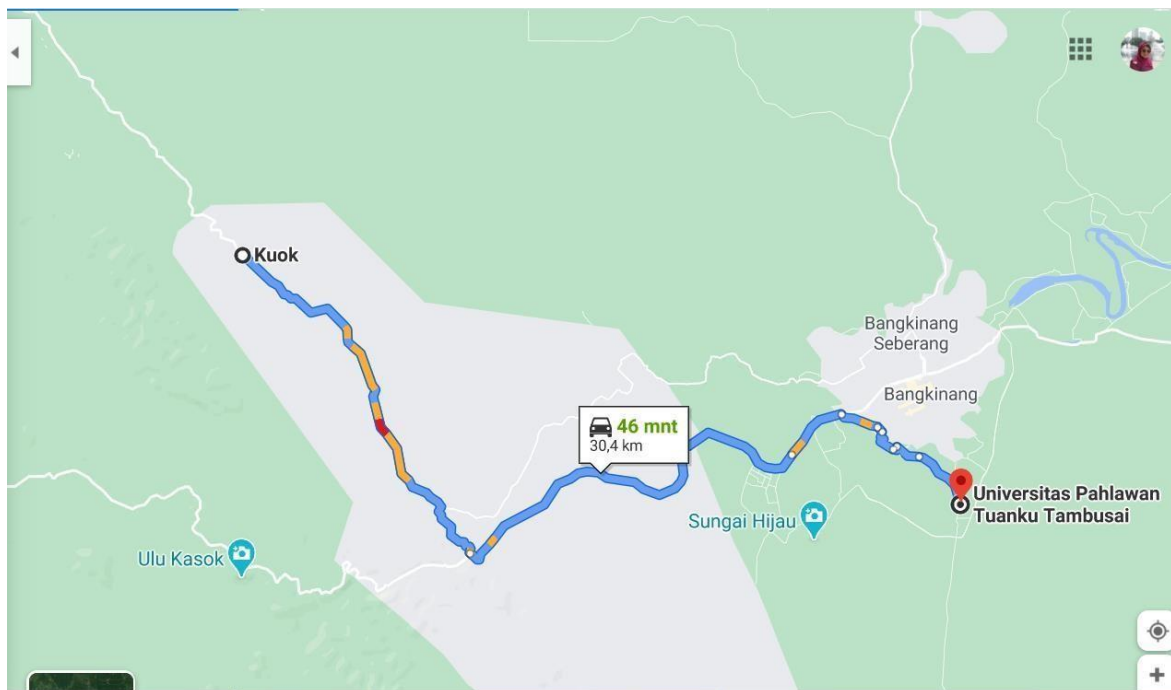 Kuok
Bangkinang
Seberang
Bangkinang
46 mnt
30,4 km
Universitas Pahlawan
Tuanku Tambusai
Sungai Hijau
Ulu Kasok